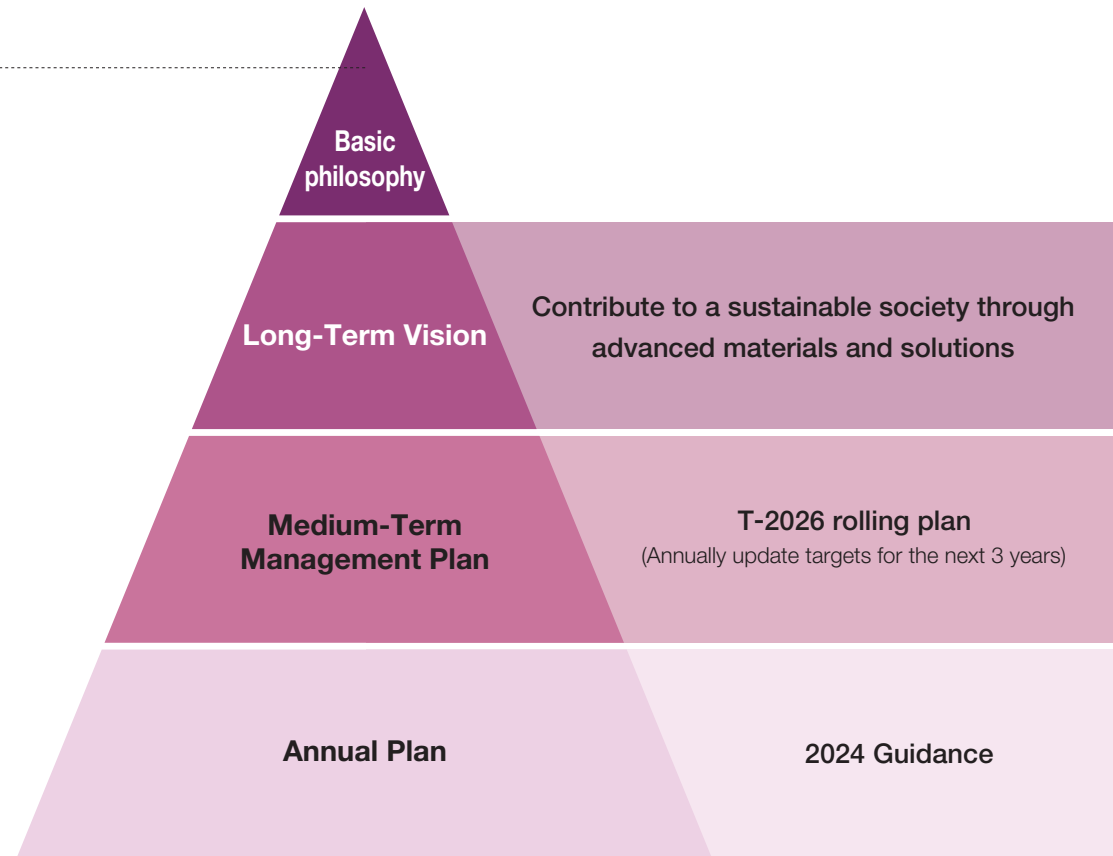 Basic
philosophy
Long-Term Vision
Contribute to a sustainable society through
advanced materials and solutions
Medium-Term
Management Plan
T-2026 rolling plan
(Annually update targets for the next 3 years)
Annual Plan
2024 Guidance